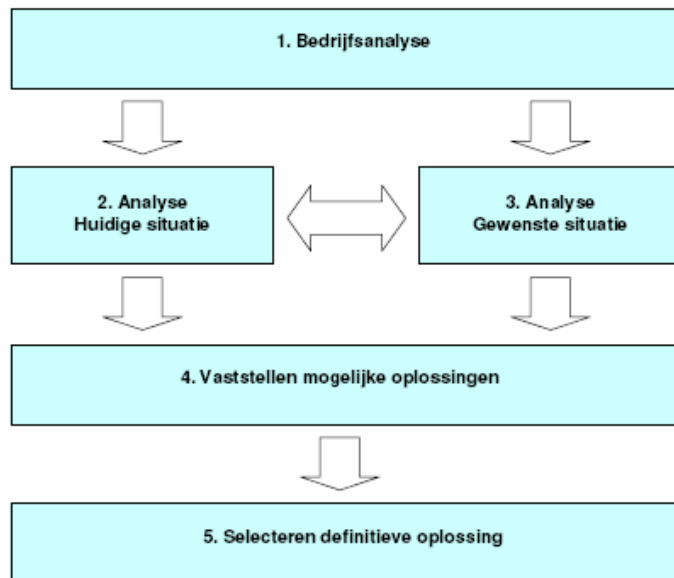 1. Bedrijfsanalyse
2. Analyse
Huidige situatie
3. Analyse
Gewenste situatie
4. Vaststellen mogelijke oplossingen
5. Selecteren definitieve oplossing